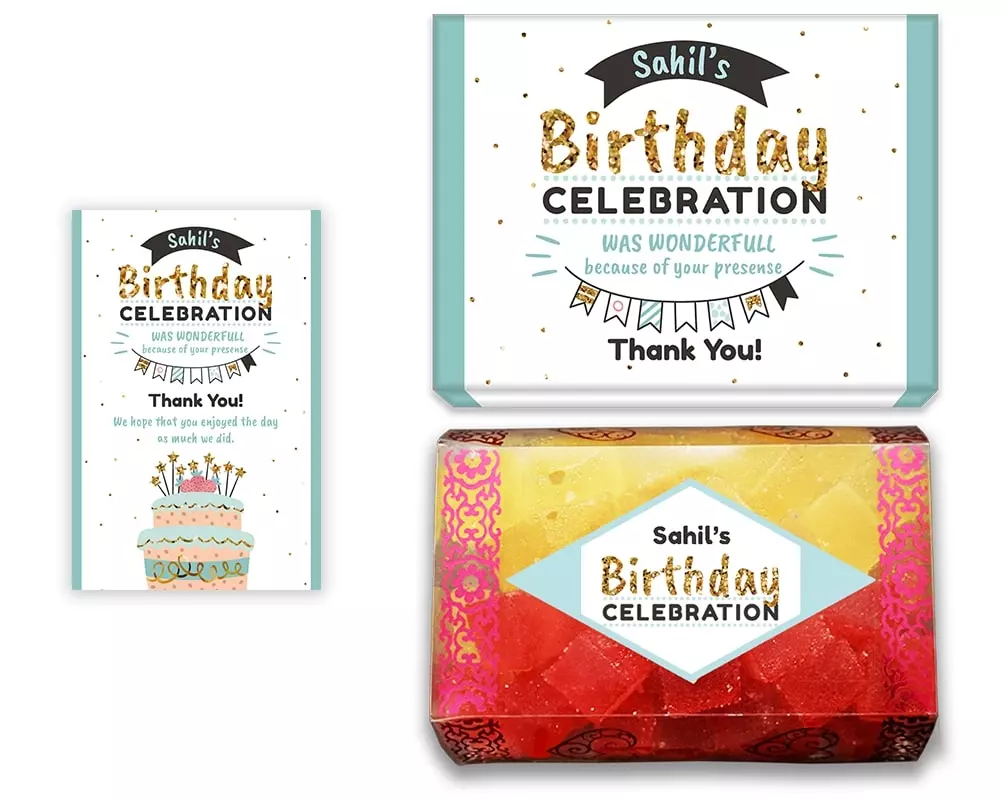 Sahil's
Birthday
CELEBRATION
WAS WONDERFULL
because of your presense
Thank You!
We hope that you enjoyed the day
as much we did.
Sahil's
Birthday
CELEBRATION
WAS WONDERFULL
because of your presense
Thank You!
Sahil's
Birthday
CELEBRATION